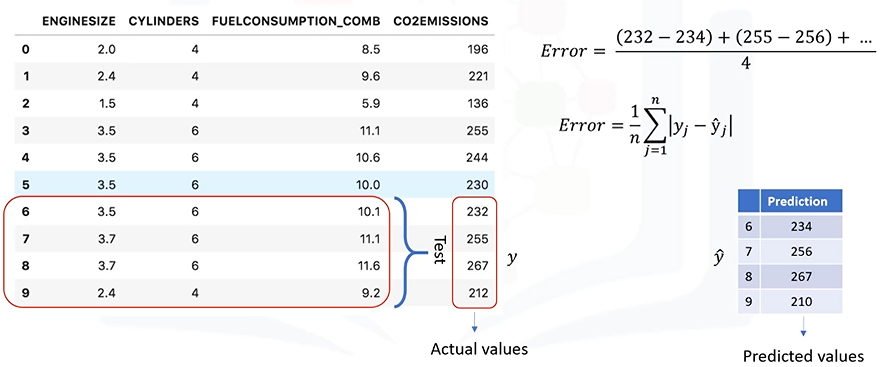 ENGINESIZE CYLINDERS FUELCONSUMPTION_COMB CO2EMISSIONS
0 2.0 4 8.5 196
1 2.4 4 9.6 221
2 1.5 4 5.9 136
3 3.5 6 11.1 255
4 3.5 6 10.6 244
5 3.5 6 10.0 230
6 3.5 6 10.1 232
7 3.7 6 11.1 255
8 3.7 6 11.6 267
9 2.4 4 9.2 212
Test
y
Actual values
Error = ((232 − 234) + (255 − 256) + …) / 4
Error = 1/n ∑_{j=1}^{n} |y_j − ŷ_j|
ŷ
Prediction
6 234
7 256
8 267
9 210
Predicted values